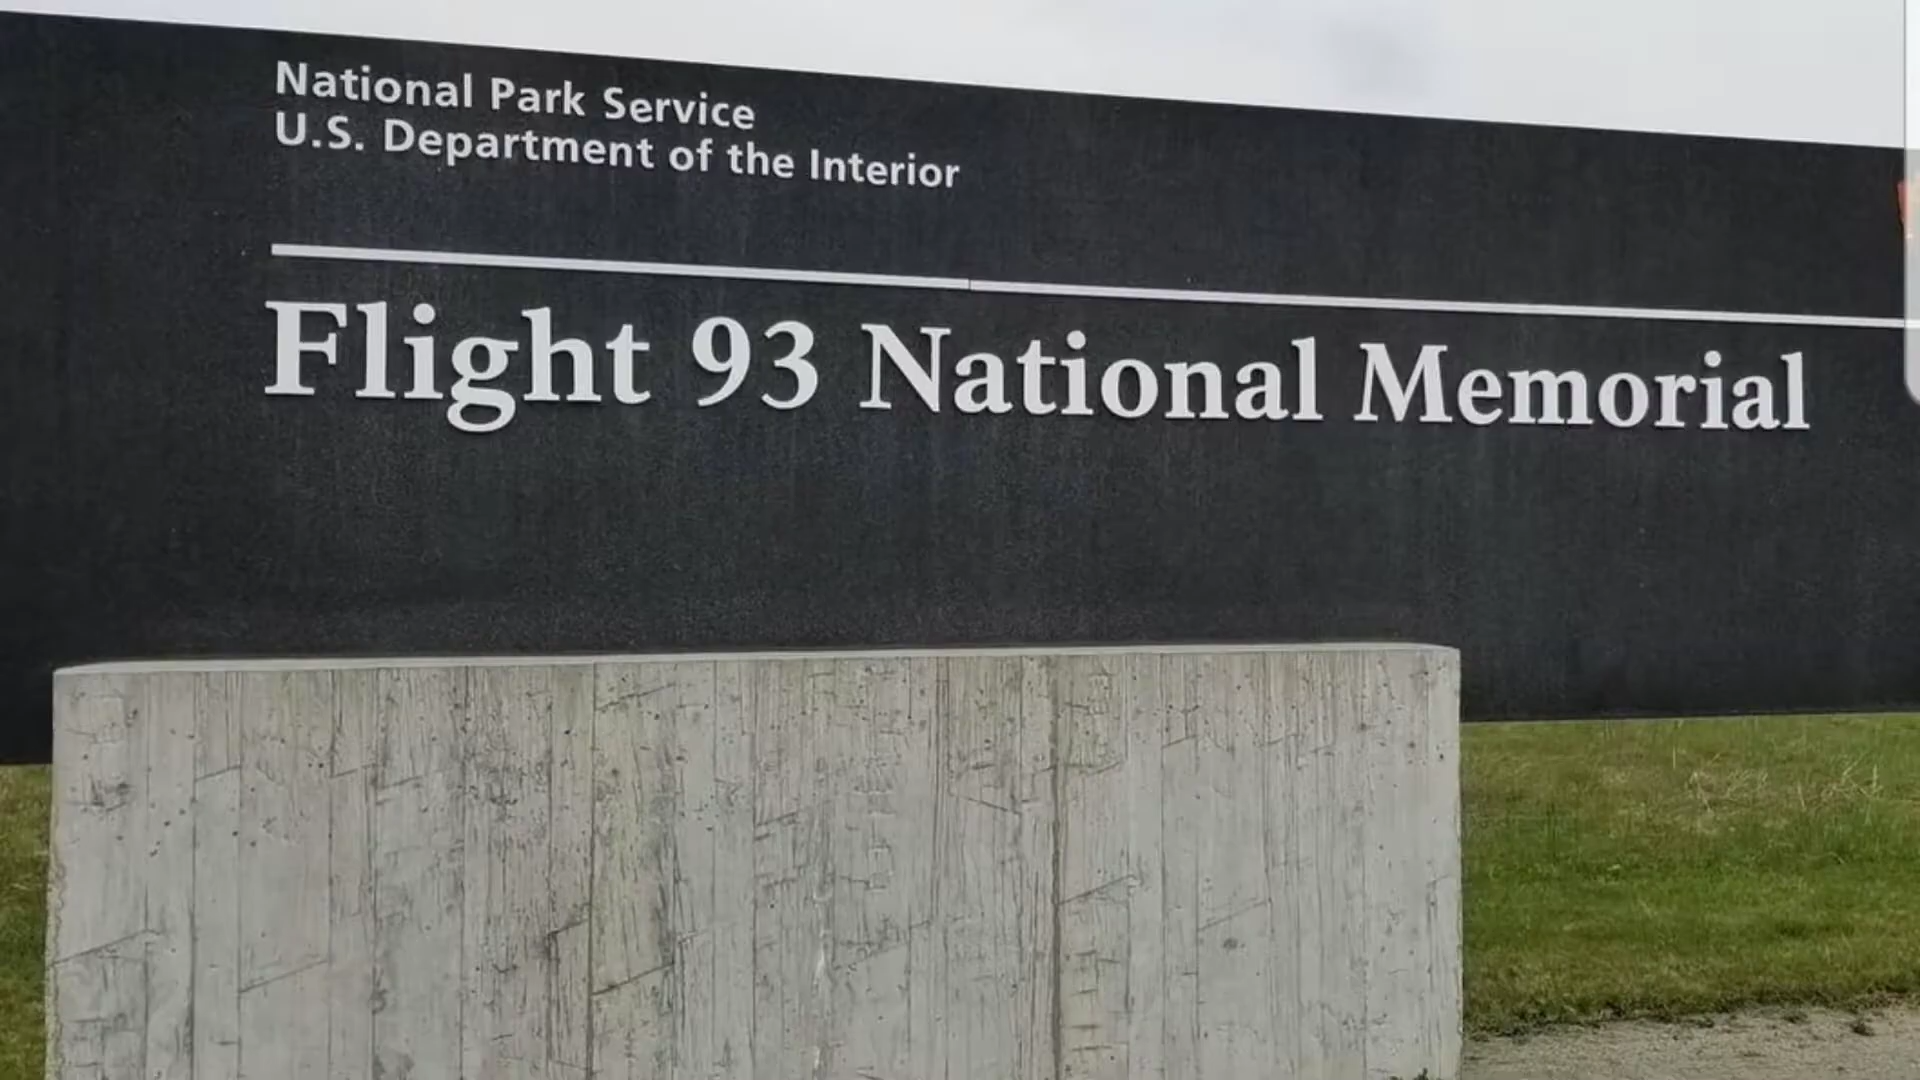 National Park Service
U.S. Department of the Interior
Flight 93 National Memorial